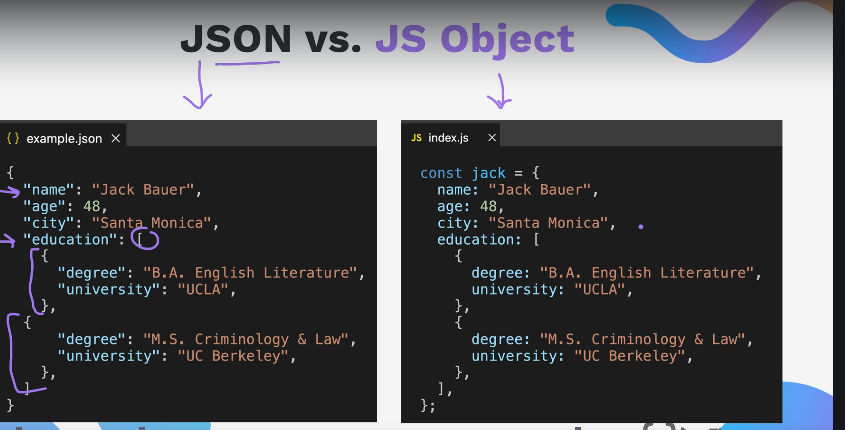 JSON vs. JS Object
{ } example.json ×
{
"name": "Jack Bauer",
"age": 48,
"city": "Santa Monica",
"education": [
{
"degree": "B.A. English Literature",
"university": "UCLA",
},
{
"degree": "M.S. Criminology & Law",
"university": "UC Berkeley",
},
]
}
JS index.js ×
const jack = {
name: "Jack Bauer",
age: 48,
city: "Santa Monica",
education: [
{
degree: "B.A. English Literature",
university: "UCLA",
},
{
degree: "M.S. Criminology & Law",
university: "UC Berkeley",
},
],
};